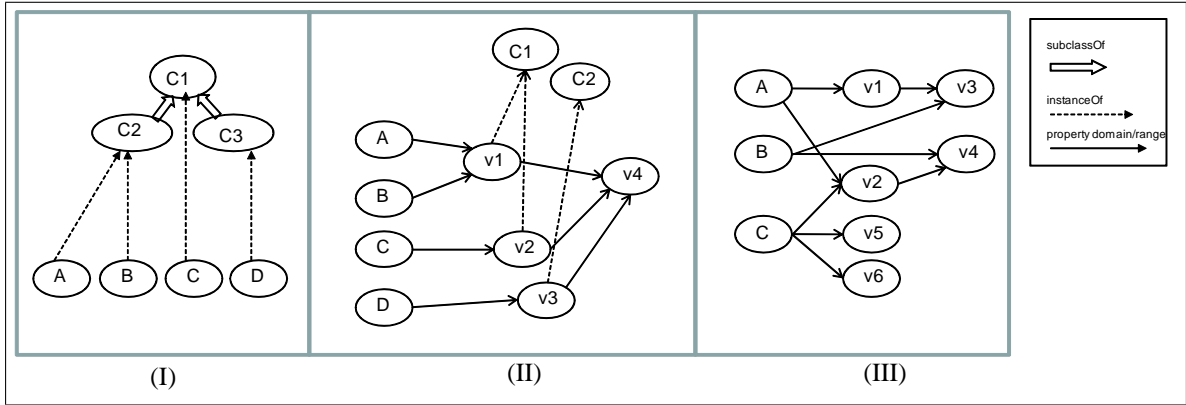 C1
C2
C3
A
B
C
D
(I)
C1
C2
A
B
C
D
v1
v2
v3
v4
(II)
A
B
C
v1
v2
v3
v4
v5
v6
(III)
subclassOf
instanceOf
property domain/range